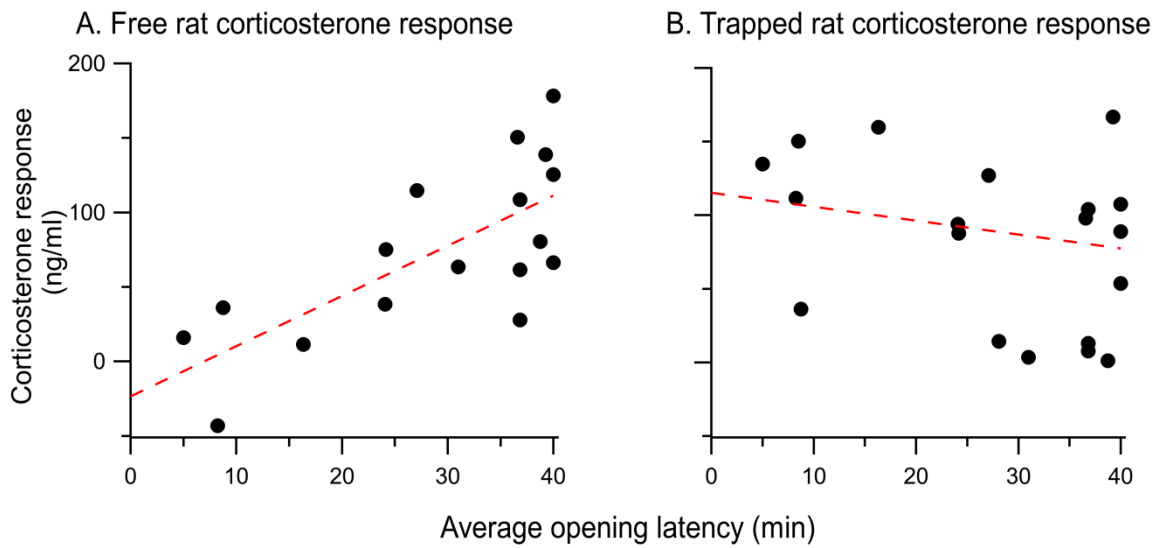 A. Free rat corticosterone response
B. Trapped rat corticosterone response
Corticosterone response
(ng/ml)
200
100
0
0 10 20 30 40
0 10 20 30 40
Average opening latency (min)